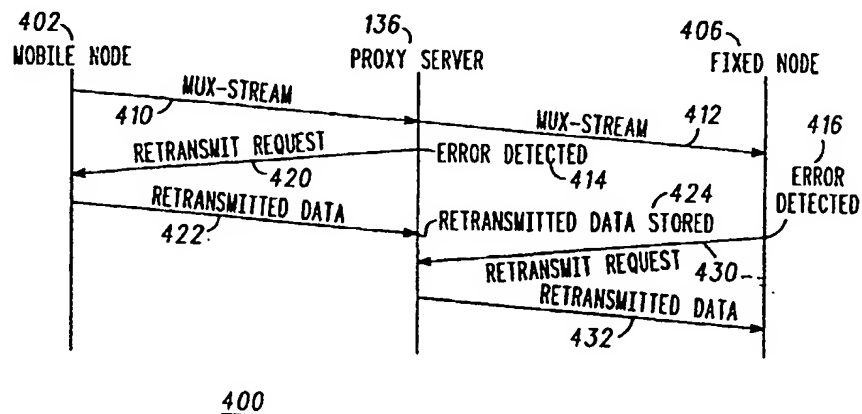 402 136 406
MOBILE NODE PROXY SERVER FIXED NODE
MUX-STREAM
410
MUX-STREAM 412
416
RETRANSMIT REQUEST
420
ERROR DETECTED
414
ERROR
DETECTED
RETRANSMITTED DATA
422
424
RETRANSMITTED DATA STORED
RETRANSMIT REQUEST 430
RETRANSMITTED DATA
432
400